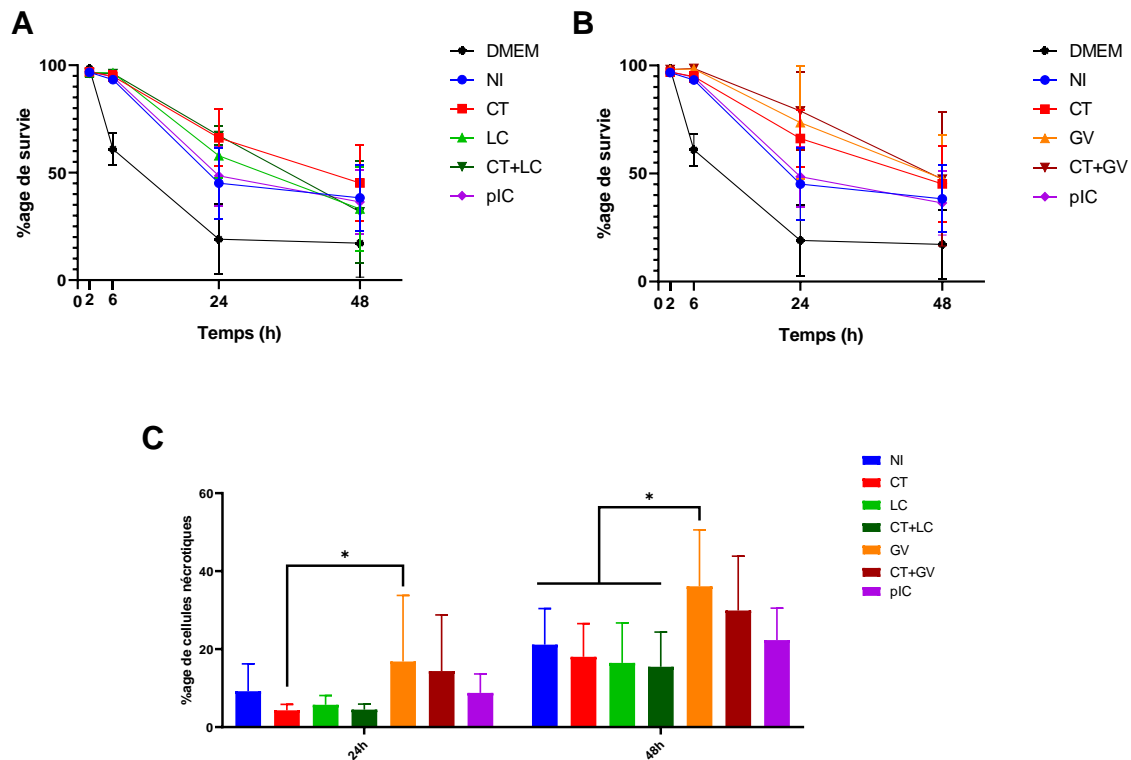 A
%age de survie
100
50
0
0 2 6 24 48
Temps (h)
DMEM
NI
CT
LC
CT+LC
pIC
B
%age de survie
100
50
0
0 2 6 24 48
Temps (h)
DMEM
NI
CT
GV
CT+GV
pIC
C
%age de cellules nécrotiques
60
40
20
0
*
*
24h
48h
NI
CT
LC
CT+LC
GV
CT+GV
pIC